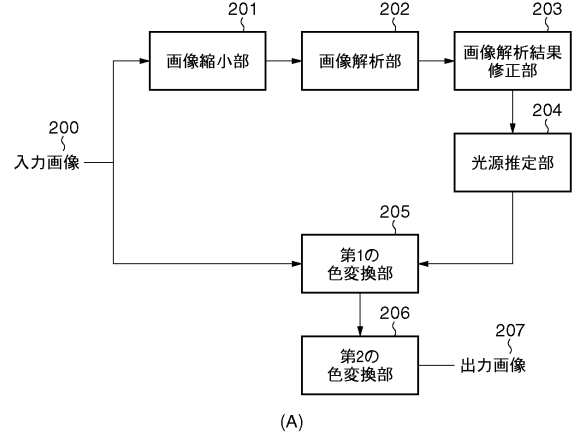 201
画像縮小部
202
画像解析部
203
画像解析結果
修正部
200
入力画像
204
光源推定部
205
第1の
色変換部
206
第2の
色変換部
207
出力画像
(A)